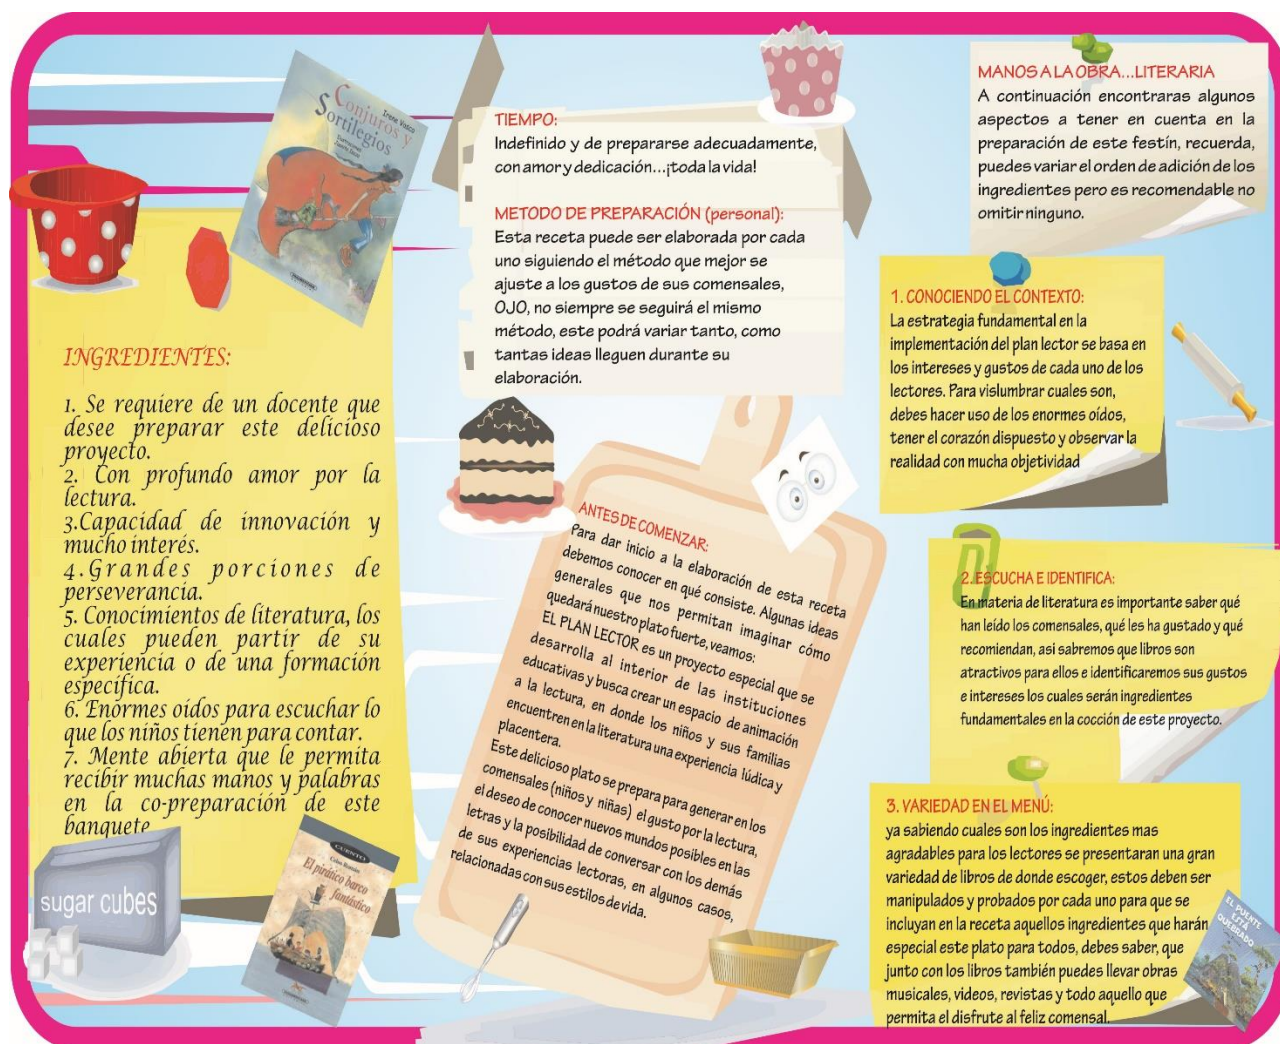 Conjuros y
Sortilegios
Irene Vasco
INGREDIENTES:
1. Se requiere de un docente que
desee preparar este delicioso
proyecto.
2. Con profundo amor por la
lectura.
3.Capacidad de innovación y
mucho interés.
4.Grandes porciones de
perseverancia.
5. Conocimientos de literatura, los
cuales pueden partir de su
experiencia o de una formación
específica.
6. Enormes oídos para escuchar lo
que los niños tienen para contar.
7. Mente abierta que le permita
recibir muchas manos y palabras
en la co-preparación de este
banquete
sugar cubes
CUENTO
El pirático barco
fantástico
TIEMPO:
Indefinido y de prepararse adecuadamente,
con amor y dedicación...¡toda la vida!
METODO DE PREPARACIÓN (personal):
Esta receta puede ser elaborada por cada
uno siguiendo el método que mejor se
ajuste a los gustos de sus comensales,
OJO, no siempre se seguirá el mismo
método, este podrá variar tanto, como
tantas ideas lleguen durante su
elaboración.
ANTES DE COMENZAR:
Para dar inicio a la elaboración de esta receta
debemos conocer en qué consiste. Algunas ideas
generales que nos permitan imaginar cómo
quedará nuestro plato fuerte, veamos:
EL PLAN LECTOR es un proyecto especial que se
desarrolla al interior de las instituciones
educativas y busca crear un espacio de animación
a la lectura, en donde los niños y sus familias
encuentren en la literatura una experiencia lúdica y
placentera.
Este delicioso plato se prepara para generar en los
comensales (niños y niñas) el gusto por la lectura,
el deseo de conocer nuevos mundos posibles en las
letras y la posibilidad de conversar con los demás
de sus experiencias lectoras, en algunos casos,
relacionadas con sus estilos de vida.
MANOS A LA OBRA...LITERARIA
A continuación encontraras algunos
aspectos a tener en cuenta en la
preparación de este festín, recuerda,
puedes variar el orden de adición de los
ingredientes pero es recomendable no
omitir ninguno.
1. CONOCIENDO EL CONTEXTO:
La estrategia fundamental en la
implementación del plan lector se basa en
los intereses y gustos de cada uno de los
lectores. Para vislumbrar cuales son,
debes hacer uso de los enormes oídos,
tener el corazón dispuesto y observar la
realidad con mucha objetividad
2. ESCUCHA E IDENTIFICA:
En materia de literatura es importante saber qué
han leído los comensales, qué les ha gustado y qué
recomiendan, asi sabremos que libros son
atractivos para ellos e identificaremos sus gustos
e intereses los cuales serán ingredientes
fundamentales en la cocción de este proyecto.
3. VARIEDAD EN EL MENÚ:
ya sabiendo cuales son los ingredientes mas
agradables para los lectores se presentaran una gran
variedad de libros de donde escoger, estos deben ser
manipulados y probados por cada uno para que se
incluyan en la receta aquellos ingredientes que harán
especial este plato para todos, debes saber, que
junto con los libros también puedes llevar obras
musicales, videos, revistas y todo aquello que
permita el disfrute al feliz comensal.
EL PUENTE
ESTÁ
QUEBRADO